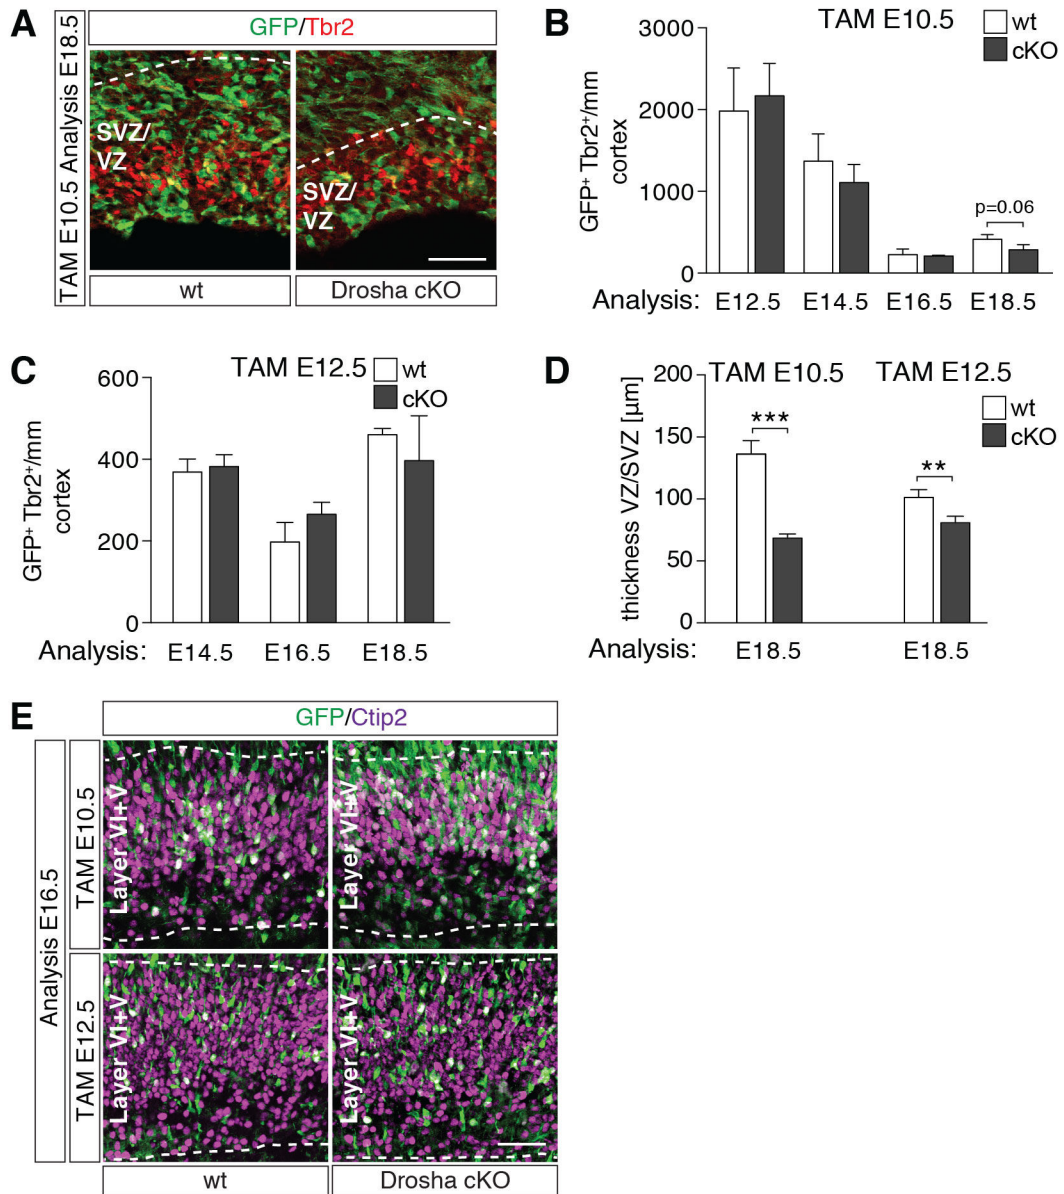 A
GFP/Tbr2
TAM E10.5 Analysis E18.5
SVZ/
VZ
SVZ/
VZ
wt
Drosha cKO
B
TAM E10.5
wt
cKO
GFP⁺ Tbr2⁺/mm
cortex
3000
2000
1000
0
p=0.06
Analysis: E12.5 E14.5 E16.5 E18.5
C
TAM E12.5
wt
cKO
GFP⁺ Tbr2⁺/mm
cortex
600
400
200
0
Analysis: E14.5 E16.5 E18.5
D
TAM E10.5
TAM E12.5
wt
cKO
thickness VZ/SVZ [µm]
200
150
100
50
0
***
**
Analysis: E18.5 E18.5
E
GFP/Ctip2
Analysis E16.5
TAM E10.5
Layer VI+V
Layer VI+V
TAM E12.5
Layer VI+V
Layer VI+V
wt
Drosha cKO